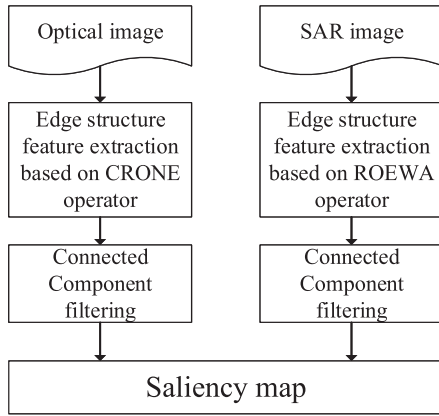 Optical image
SAR image
Edge structure
feature extraction
based on CRONE
operator
Edge structure
feature extraction
based on ROEWA
operator
Connected
Component
filtering
Connected
Component
filtering
Saliency map